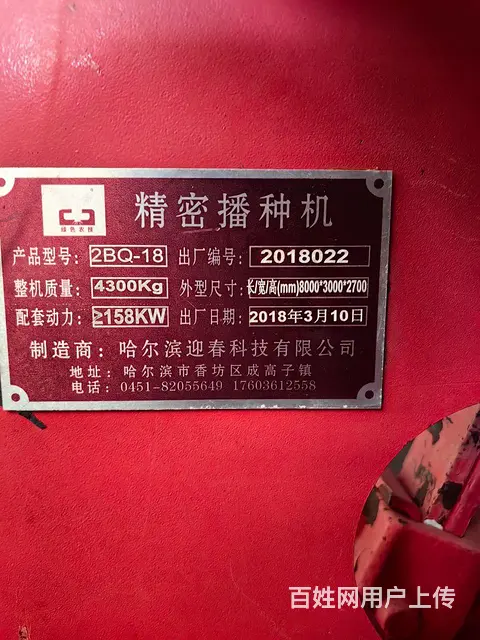 精密播种机
绿色农投
产品型号: 2BQ-18 出厂编号: 2018022
整机质量: 4300Kg 外型尺寸: 长/宽/高(mm)8000*3000*2700
配套动力: ≥158KW 出厂日期: 2018年3月10日
制造商: 哈尔滨迎春科技有限公司
地址: 哈尔滨市香坊区成高子镇
电话: 0451-82055649 17603612558
百姓网用户上传